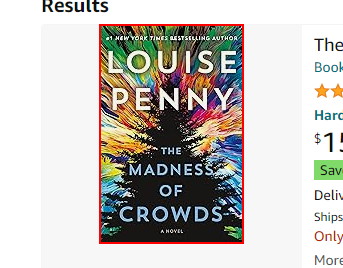 Results
#1 NEW YORK TIMES BESTSELLING AUTHOR
LOUISE
PENNY
THE
MADNESS
OF
CROWDS
A NOVEL
The
Book
Hard
$15
Save
Deliv
Ships
Only
More